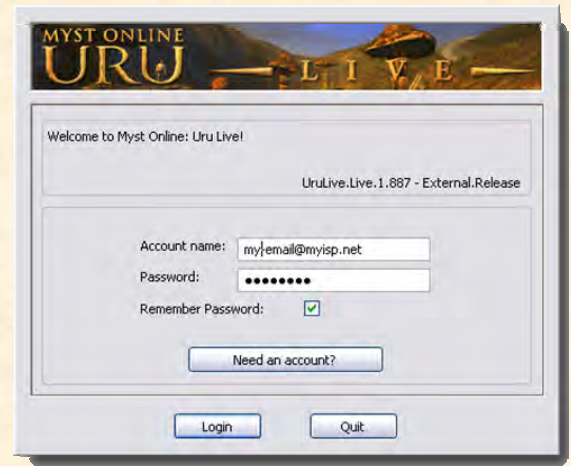 MYST ONLINE
URU
LIVE
Welcome to Myst Online: Uru Live!
UruLive.Live.1.887 - External.Release
Account name: my-email@myisp.net
Password: ●●●●●●●●
Remember Password:
Need an account?
Login Quit